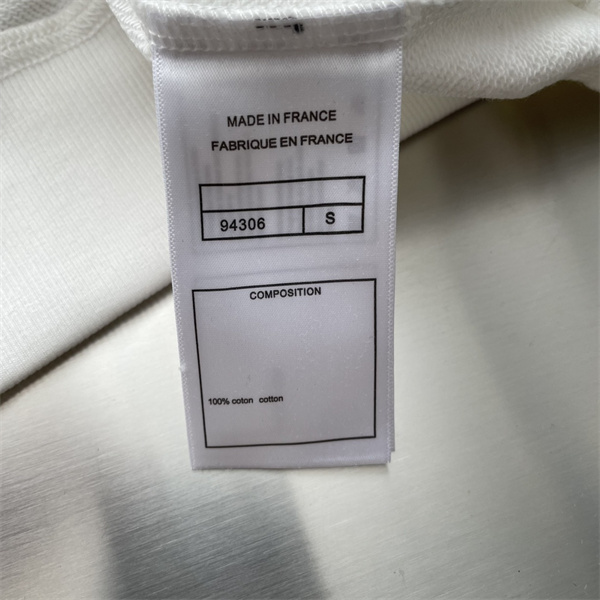 MADE IN FRANCE
FABRIQUE EN FRANCE
94306 S
COMPOSITION
100% coton cotton